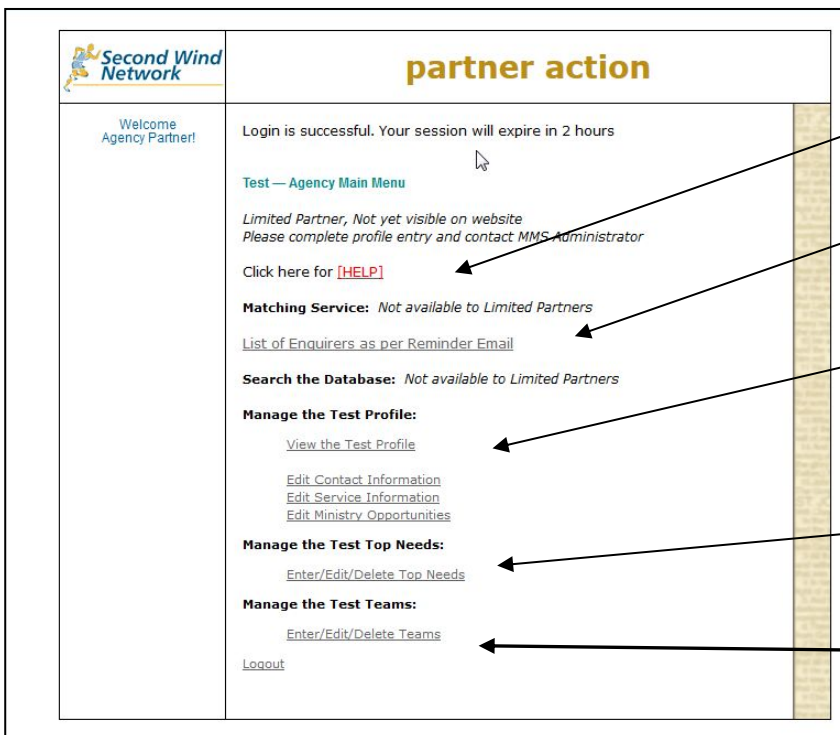 Second Wind
Network
partner action
Welcome
Agency Partner!
Login is successful. Your session will expire in 2 hours
Test — Agency Main Menu
Limited Partner, Not yet visible on website
Please complete profile entry and contact MMS Administrator
Click here for [HELP]
Matching Service: Not available to Limited Partners
List of Enquirers as per Reminder Email
Search the Database: Not available to Limited Partners
Manage the Test Profile:
View the Test Profile
Edit Contact Information
Edit Service Information
Edit Ministry Opportunities
Manage the Test Top Needs:
Enter/Edit/Delete Top Needs
Manage the Test Teams:
Enter/Edit/Delete Teams
Logout